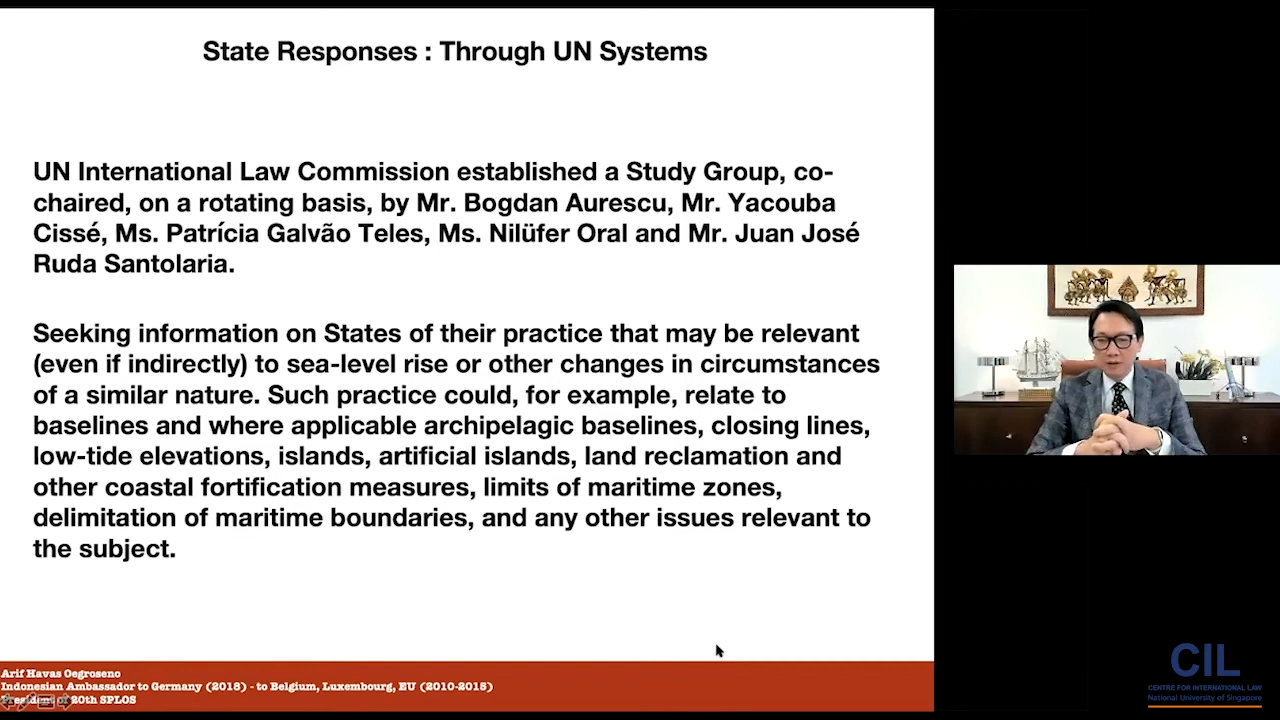 State Responses : Through UN Systems
UN International Law Commission established a Study Group, co-
chaired, on a rotating basis, by Mr. Bogdan Aurescu, Mr. Yacouba
Cissé, Ms. Patrícia Galvão Teles, Ms. Nilüfer Oral and Mr. Juan José
Ruda Santolaria.
Seeking information on States of their practice that may be relevant
(even if indirectly) to sea-level rise or other changes in circumstances
of a similar nature. Such practice could, for example, relate to
baselines and where applicable archipelagic baselines, closing lines,
low-tide elevations, islands, artificial islands, land reclamation and
other coastal fortification measures, limits of maritime zones,
delimitation of maritime boundaries, and any other issues relevant to
the subject.
Arif Havas Oegroseno
Indonesian Ambassador to Germany (2018) - to Belgium, Luxembourg, EU (2010-2015)
President of 20th SPLOS
CIL
CENTRE FOR INTERNATIONAL LAW
National University of Singapore